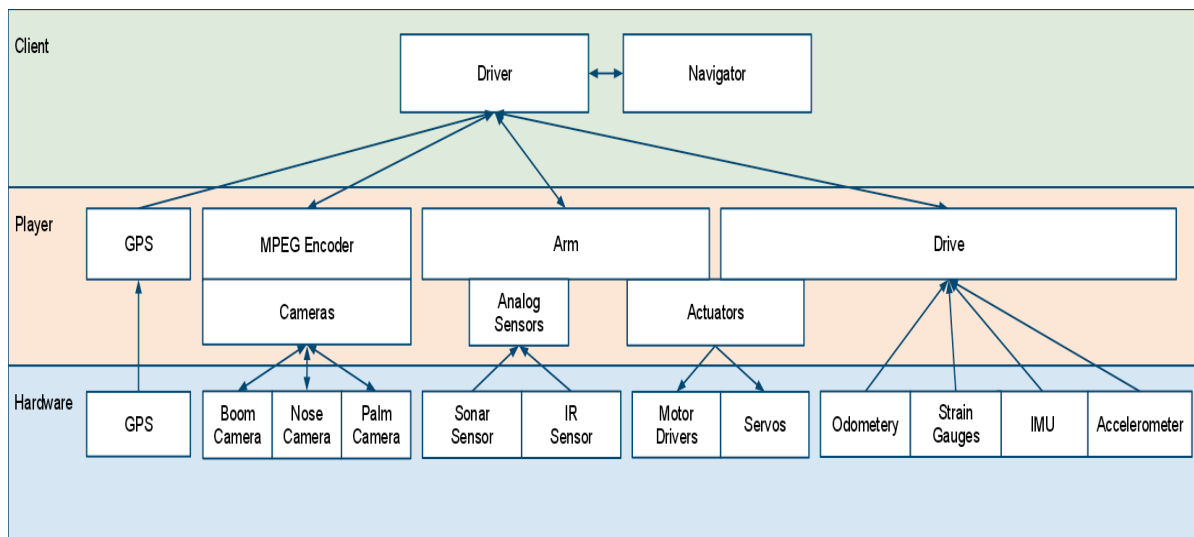 Client
Driver
Navigator
Player
GPS
MPEG Encoder
Arm
Drive
Cameras
Analog
Sensors
Actuators
Hardware
GPS
Boom
Camera
Nose
Camera
Palm
Camera
Sonar
Sensor
IR
Sensor
Motor
Drivers
Servos
Odometery
Strain
Gauges
IMU
Accelerometer